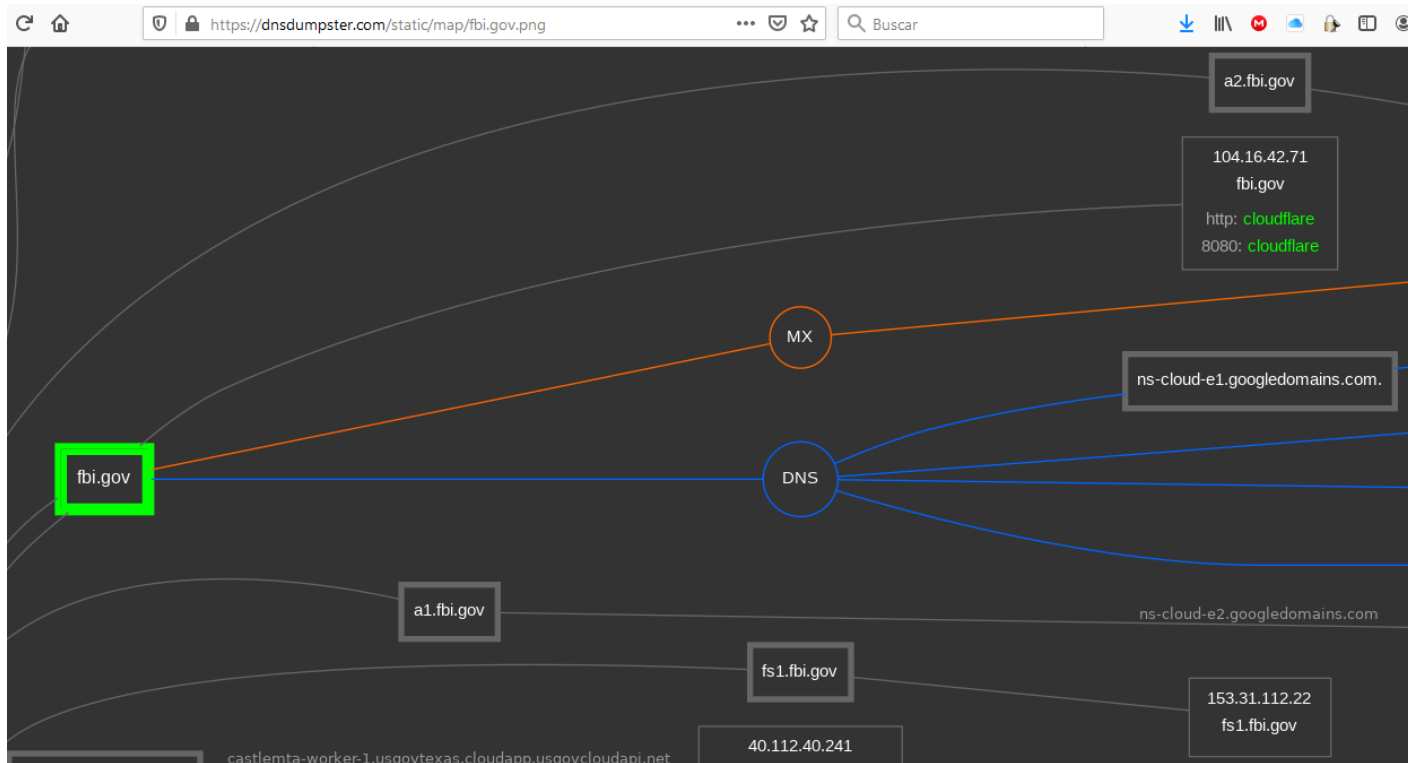 https://dnsdumpster.com/static/map/fbi.gov.png
Buscar
a2.fbi.gov
104.16.42.71
fbi.gov
http: cloudflare
8080: cloudflare
MX
ns-cloud-e1.googledomains.com.
fbi.gov
DNS
a1.fbi.gov
ns-cloud-e2.googledomains.com
fs1.fbi.gov
153.31.112.22
fs1.fbi.gov
40.112.40.241
castlemta-worker-1.usgovtexas.cloudapp.usgovcloudapi.net